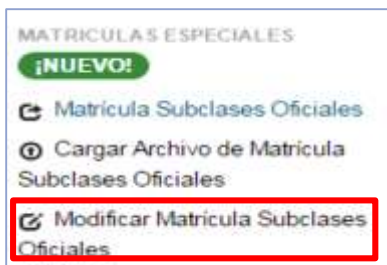 MATRICULAS ESPECIALES
¡NUEVO!
Matrícula Subclases Oficiales
Cargar Archivo de Matrícula
Subclases Oficiales
Modificar Matrícula Subclases
Oficiales